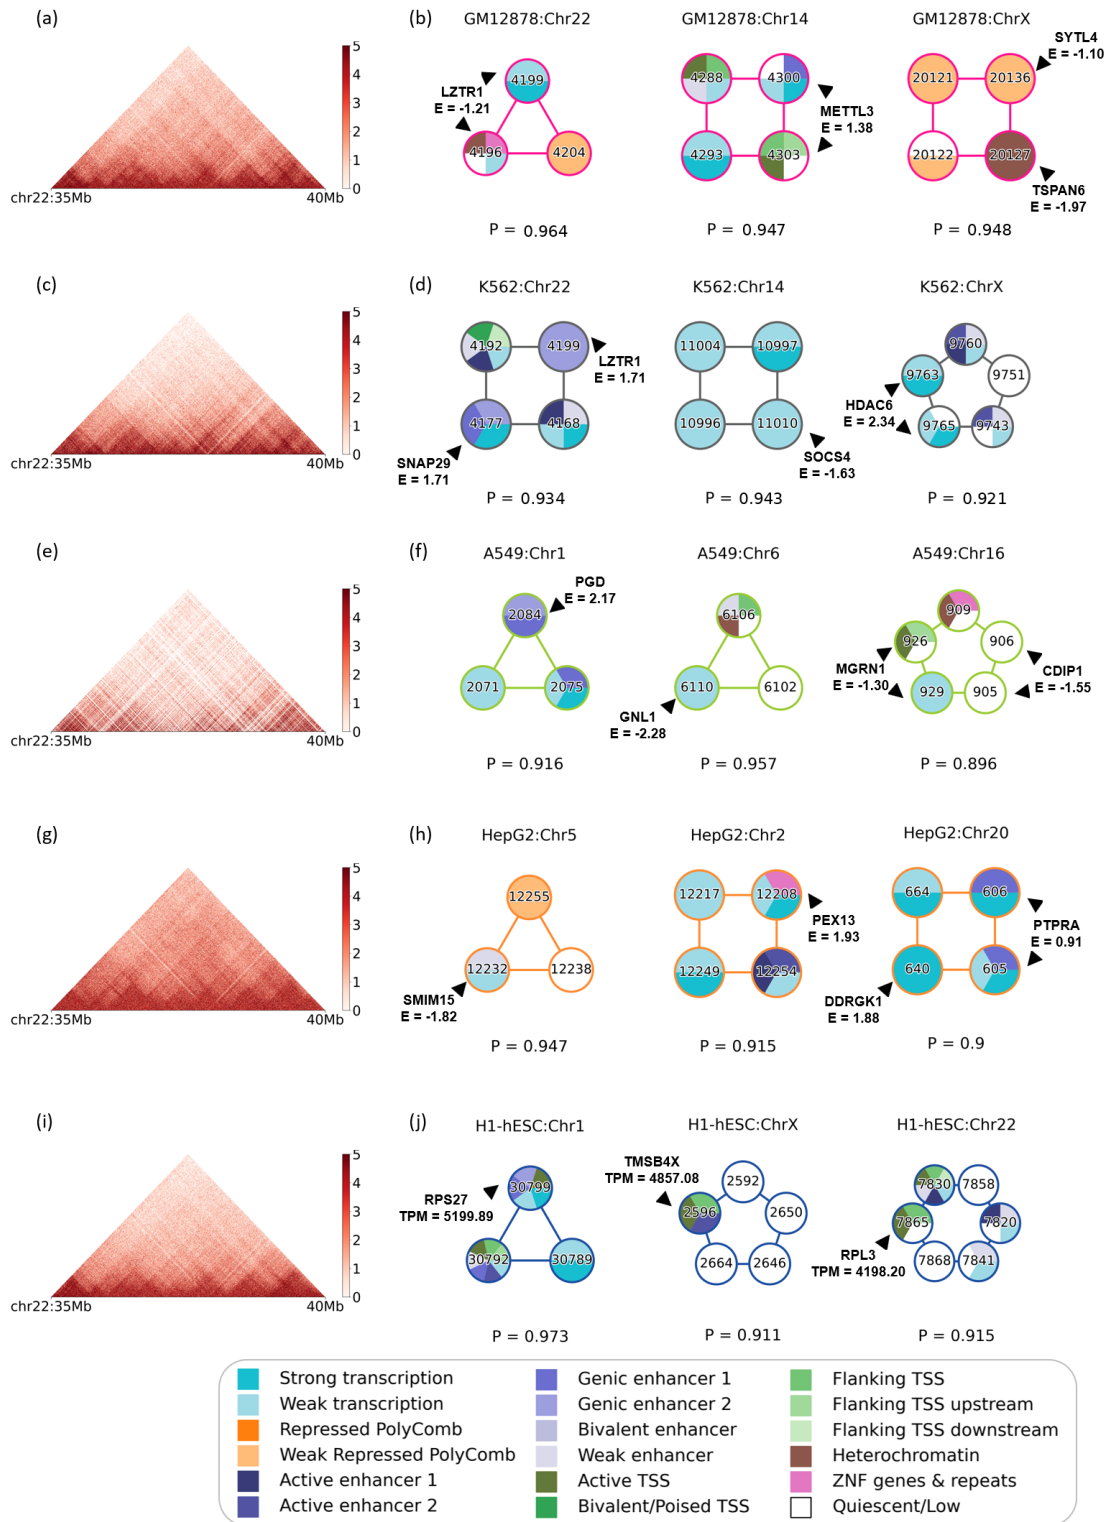 (a)
5
4
3
2
1
0
chr22:35Mb
40Mb
(b)
GM12878:Chr22
4199
LZTR1
E = -1.21
4196
4204
P = 0.964
GM12878:Chr14
4288
4300
METTL3
E = 1.38
4293
4303
P = 0.947
GM12878:ChrX
SYTL4
E = -1.10
20121
20136
20122
20127
TSPAN6
E = -1.97
P = 0.948
(c)
5
4
3
2
1
0
chr22:35Mb
40Mb
(d)
K562:Chr22
4192
4199
LZTR1
E = 1.71
4177
4168
SNAP29
E = 1.71
P = 0.934
K562:Chr14
11004
10997
10996
11010
SOCS4
E = -1.63
P = 0.943
K562:ChrX
9760
9763
9751
HDAC6
E = 2.34
9765
9743
P = 0.921
(e)
5
4
3
2
1
0
chr22:35Mb
40Mb
(f)
A549:Chr1
PGD
E = 2.17
2084
2071
2075
P = 0.916
A549:Chr6
6106
6110
6102
GNL1
E = -2.28
P = 0.957
A549:Chr16
909
926
906
MGRN1
E = -1.30
CDIP1
E = -1.55
929
905
P = 0.896
(g)
5
4
3
2
1
0
chr22:35Mb
40Mb
(h)
HepG2:Chr5
12255
12232
12238
SMIM15
E = -1.82
P = 0.947
HepG2:Chr2
12217
12208
PEX13
E = 1.93
12249
12254
P = 0.915
HepG2:Chr20
664
606
PTPRA
E = 0.91
640
605
DDRGK1
E = 1.88
P = 0.9
(i)
5
4
3
2
1
0
chr22:35Mb
40Mb
(j)
H1-hESC:Chr1
30799
RPS27
TPM = 5199.89
30792
30789
P = 0.973
H1-hESC:ChrX
TMSB4X
TPM = 4857.08
2592
2596
2650
2664
2646
P = 0.911
H1-hESC:Chr22
7830
7858
7865
7820
RPL3
TPM = 4198.20
7868
7841
P = 0.915
Strong transcription
Weak transcription
Repressed PolyComb
Weak Repressed PolyComb
Active enhancer 1
Active enhancer 2
Genic enhancer 1
Genic enhancer 2
Bivalent enhancer
Weak enhancer
Active TSS
Bivalent/Poised TSS
Flanking TSS
Flanking TSS upstream
Flanking TSS downstream
Heterochromatin
ZNF genes & repeats
Quiescent/Low